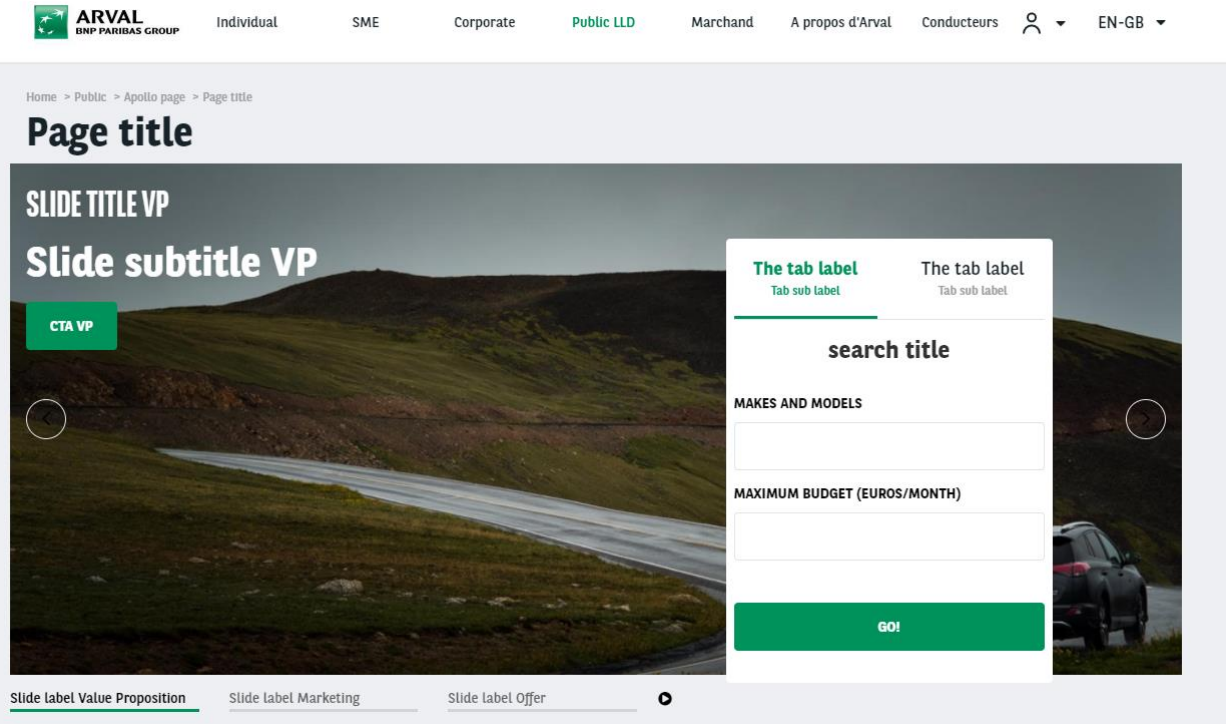 ARVAL
BNP PARIBAS GROUP
Individual
SME
Corporate
Public LLD
Marchand
A propos d'Arval
Conducteurs
EN-GB
Home > Public > Apollo page > Page title
Page title
SLIDE TITLE VP
Slide subtitle VP
CTA VP
The tab label
Tab sub label
The tab label
Tab sub label
search title
MAKES AND MODELS
MAXIMUM BUDGET (EUROS/MONTH)
GO!
Slide label Value Proposition
Slide label Marketing
Slide label Offer